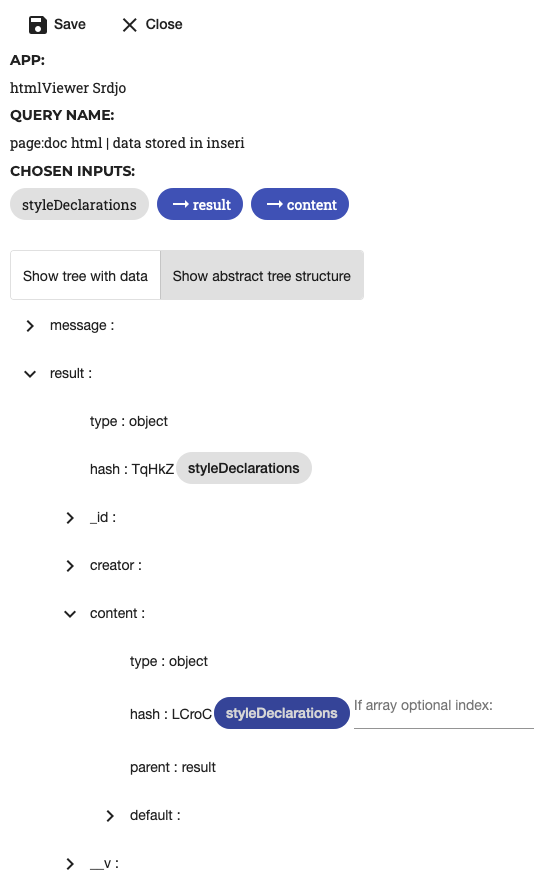 Save Close
APP:
htmlViewer Srdjo
QUERY NAME:
page:doc html | data stored in inseri
CHOSEN INPUTS:
styleDeclarations → result → content
Show tree with data Show abstract tree structure
message :
result :
type : object
hash : TqHkZ styleDeclarations
_id :
creator :
content :
type : object
hash : LCroC styleDeclarations If array optional index:
parent : result
default :
__v :